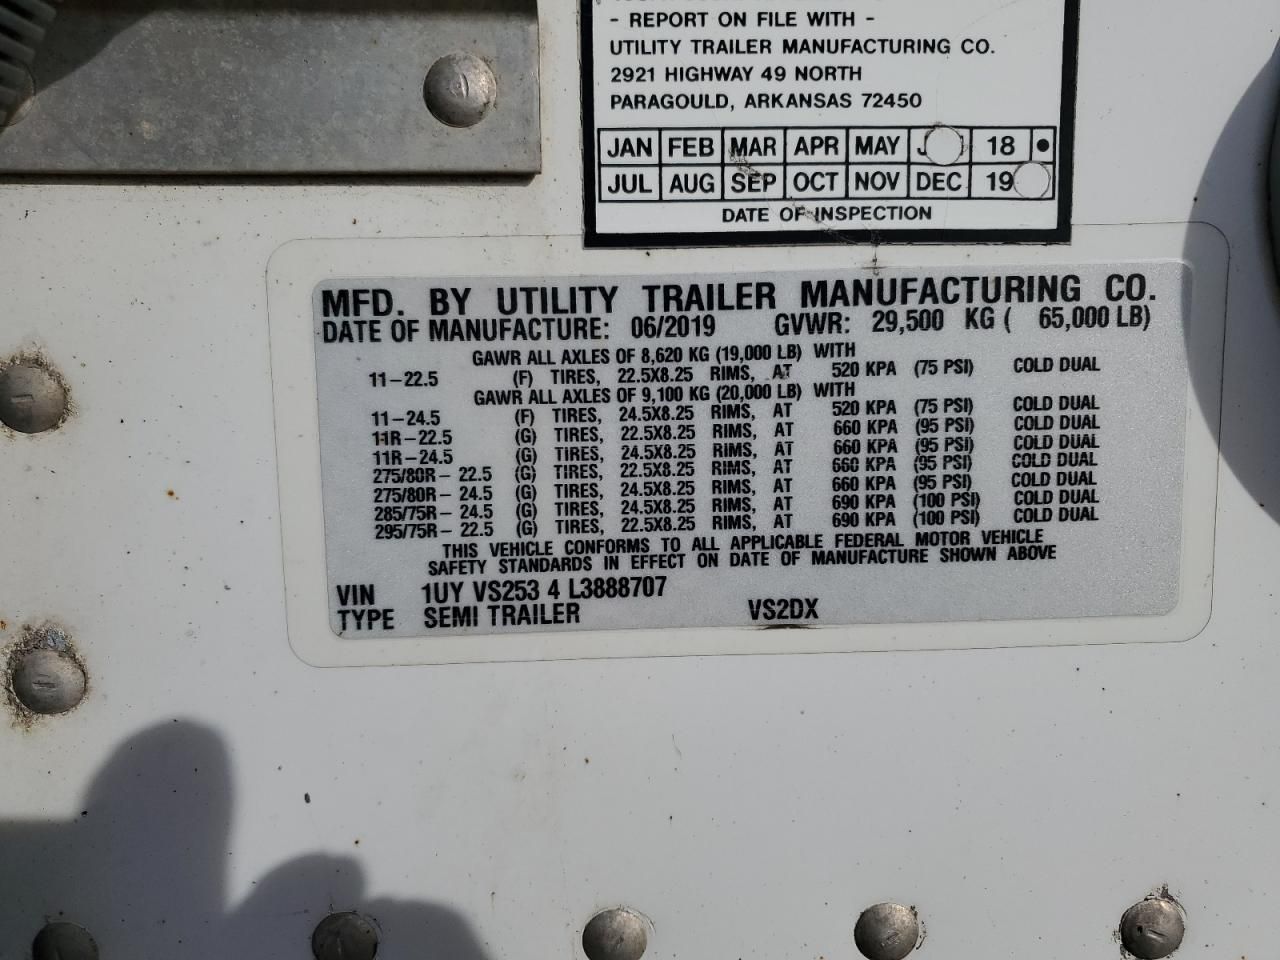 - REPORT ON FILE WITH -
UTILITY TRAILER MANUFACTURING CO.
2921 HIGHWAY 49 NORTH
PARAGOULD, ARKANSAS 72450
JAN FEB MAR APR MAY 18 •
JUL AUG SEP OCT NOV DEC 19
DATE OF INSPECTION
MFD. BY UTILITY TRAILER MANUFACTURING CO.
DATE OF MANUFACTURE: 06/2019 GVWR: 29,500 KG ( 65,000 LB)
GAWR ALL AXLES OF 8,620 KG (19,000 LB) WITH
11-22.5 (F) TIRES, 22.5X8.25 RIMS, AT 520 KPA (75 PSI) COLD DUAL
GAWR ALL AXLES OF 9,100 KG (20,000 LB) WITH
11-24.5 (F) TIRES, 24.5X8.25 RIMS, AT 520 KPA (75 PSI) COLD DUAL
11R-22.5 (G) TIRES, 22.5X8.25 RIMS, AT 660 KPA (95 PSI) COLD DUAL
11R-24.5 (G) TIRES, 24.5X8.25 RIMS, AT 660 KPA (95 PSI) COLD DUAL
275/80R- 22.5 (G) TIRES, 22.5X8.25 RIMS, AT 660 KPA (95 PSI) COLD DUAL
275/80R- 24.5 (G) TIRES, 24.5X8.25 RIMS, AT 660 KPA (95 PSI) COLD DUAL
285/75R- 24.5 (G) TIRES, 24.5X8.25 RIMS, AT 690 KPA (100 PSI) COLD DUAL
295/75R- 22.5 (G) TIRES, 22.5X8.25 RIMS, AT 690 KPA (100 PSI) COLD DUAL
THIS VEHICLE CONFORMS TO ALL APPLICABLE FEDERAL MOTOR VEHICLE
SAFETY STANDARDS IN EFFECT ON DATE OF MANUFACTURE SHOWN ABOVE
VIN 1UY VS253 4 L3888707
TYPE SEMI TRAILER VS2DX